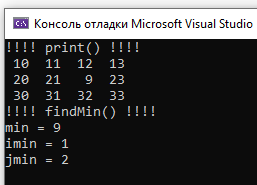 Консоль отладки Microsoft Visual Studio
!!!! print() !!!!
10 11 12 13
20 21 9 23
30 31 32 33
!!!! findMin() !!!!
min = 9
imin = 1
jmin = 2